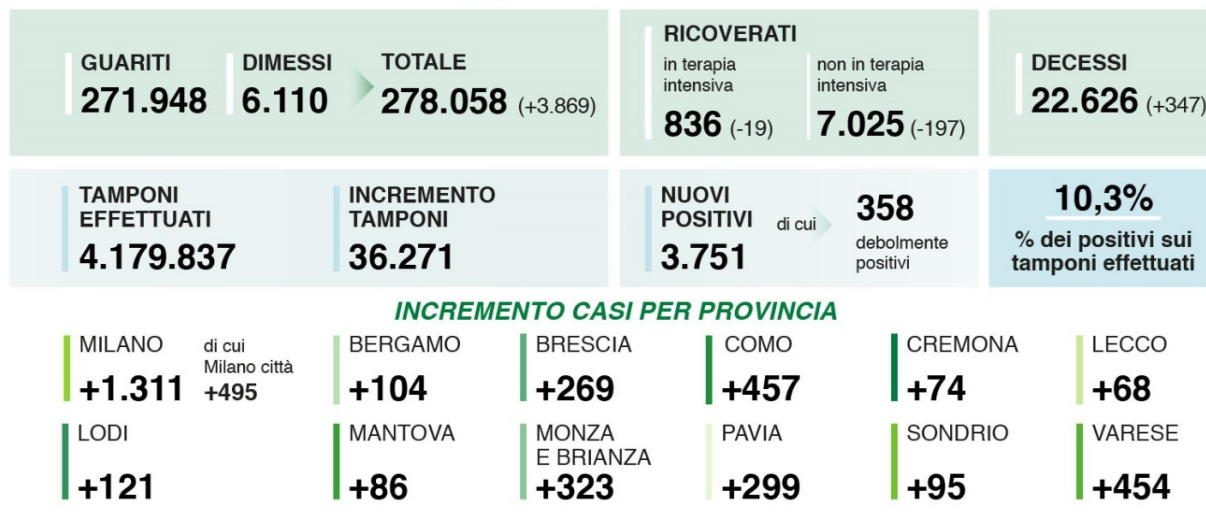 GUARITI
271.948
DIMESSI
6.110
TOTALE
278.058 (+3.869)
RICOVERATI
in terapia
intensiva
836 (-19)
non in terapia
intensiva
7.025 (-197)
DECESSI
22.626 (+347)
TAMPONI
EFFETTUATI
4.179.837
INCREMENTO
TAMPONI
36.271
NUOVI
POSITIVI
3.751
di cui
358
debolmente
positivi
10,3%
% dei positivi sui
tamponi effettuati
INCREMENTO CASI PER PROVINCIA
MILANO
+1.311
di cui
Milano città
+495
BERGAMO
+104
BRESCIA
+269
COMO
+457
CREMONA
+74
LECCO
+68
LODI
+121
MANTOVA
+86
MONZA
E BRIANZA
+323
PAVIA
+299
SONDRIO
+95
VARESE
+454